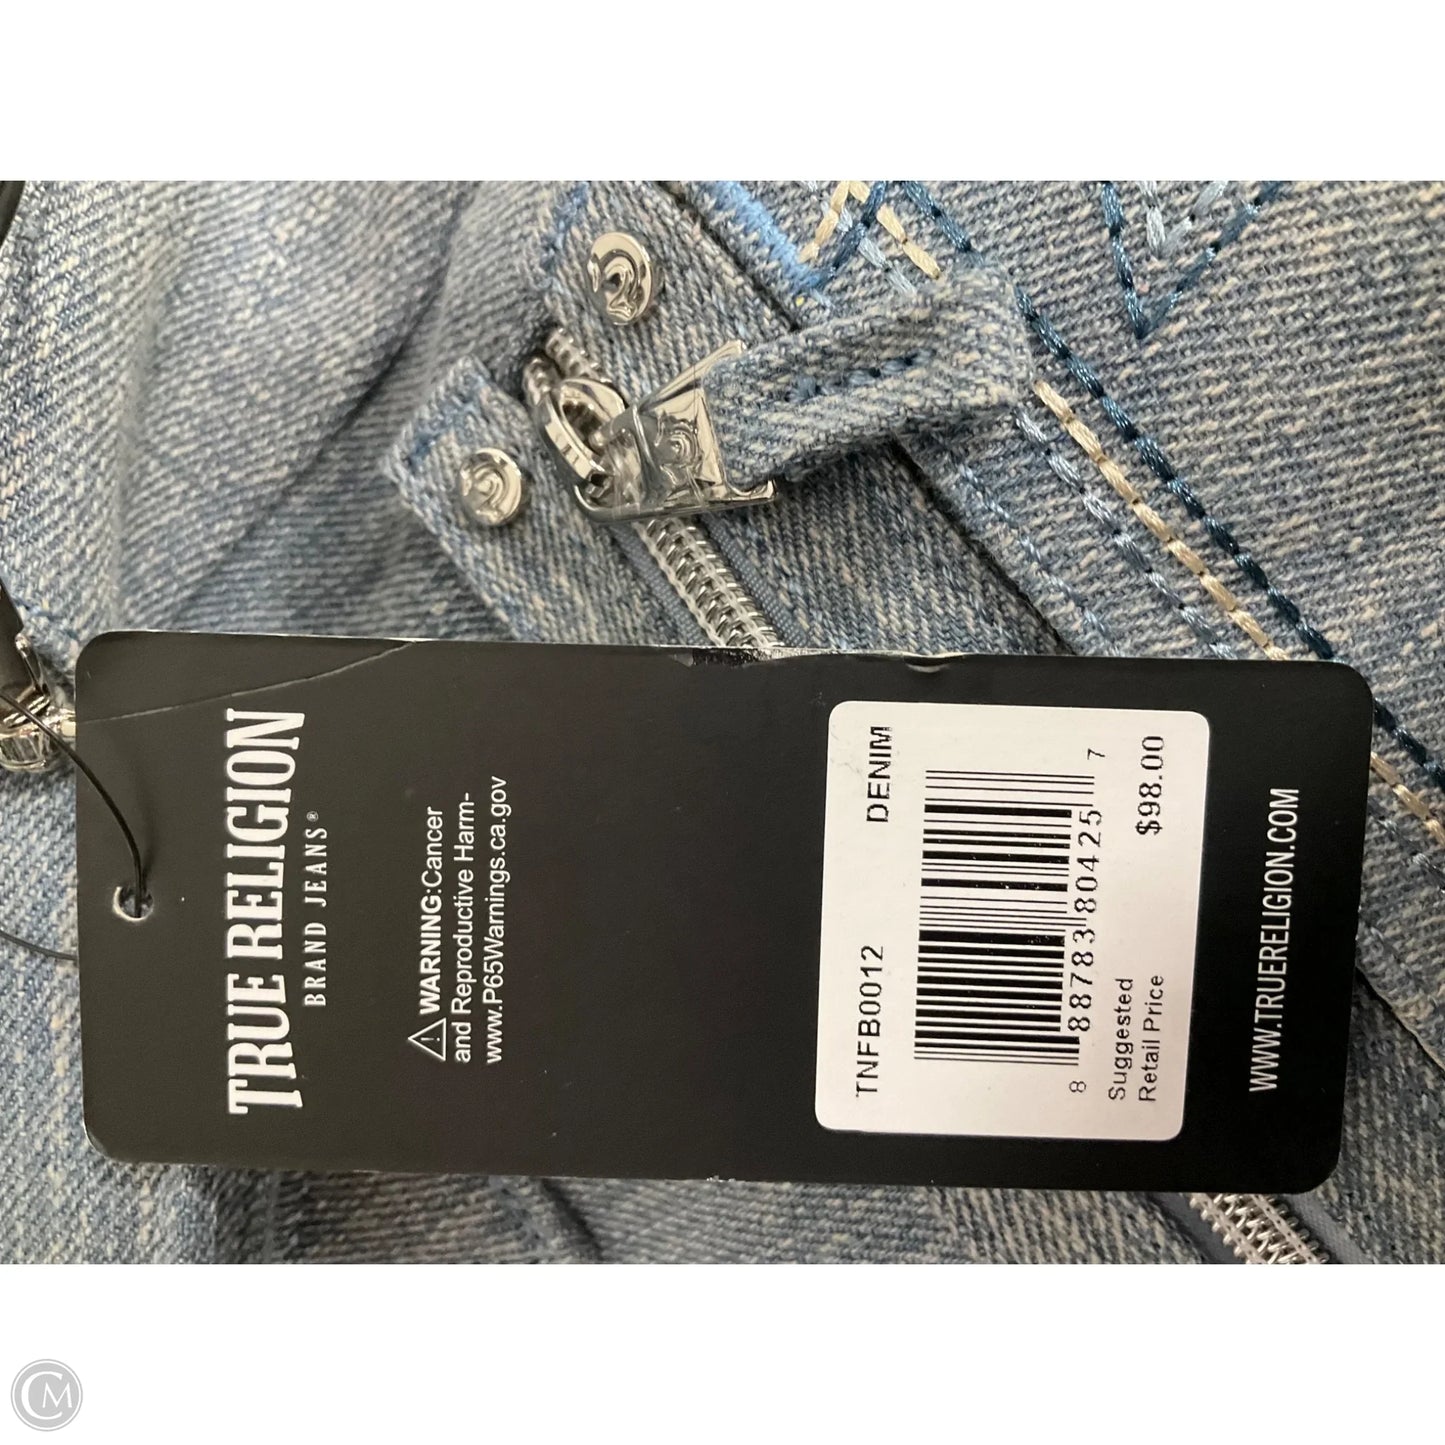 TRUE RELIGION
BRAND JEANS®
⚠ WARNING:Cancer
and Reproductive Harm-
www.P65Warnings.ca.gov
TNFB0012 DENIM
8 88783 80425 7
Suggested
Retail Price $98.00
WWW.TRUERELIGION.COM
CM